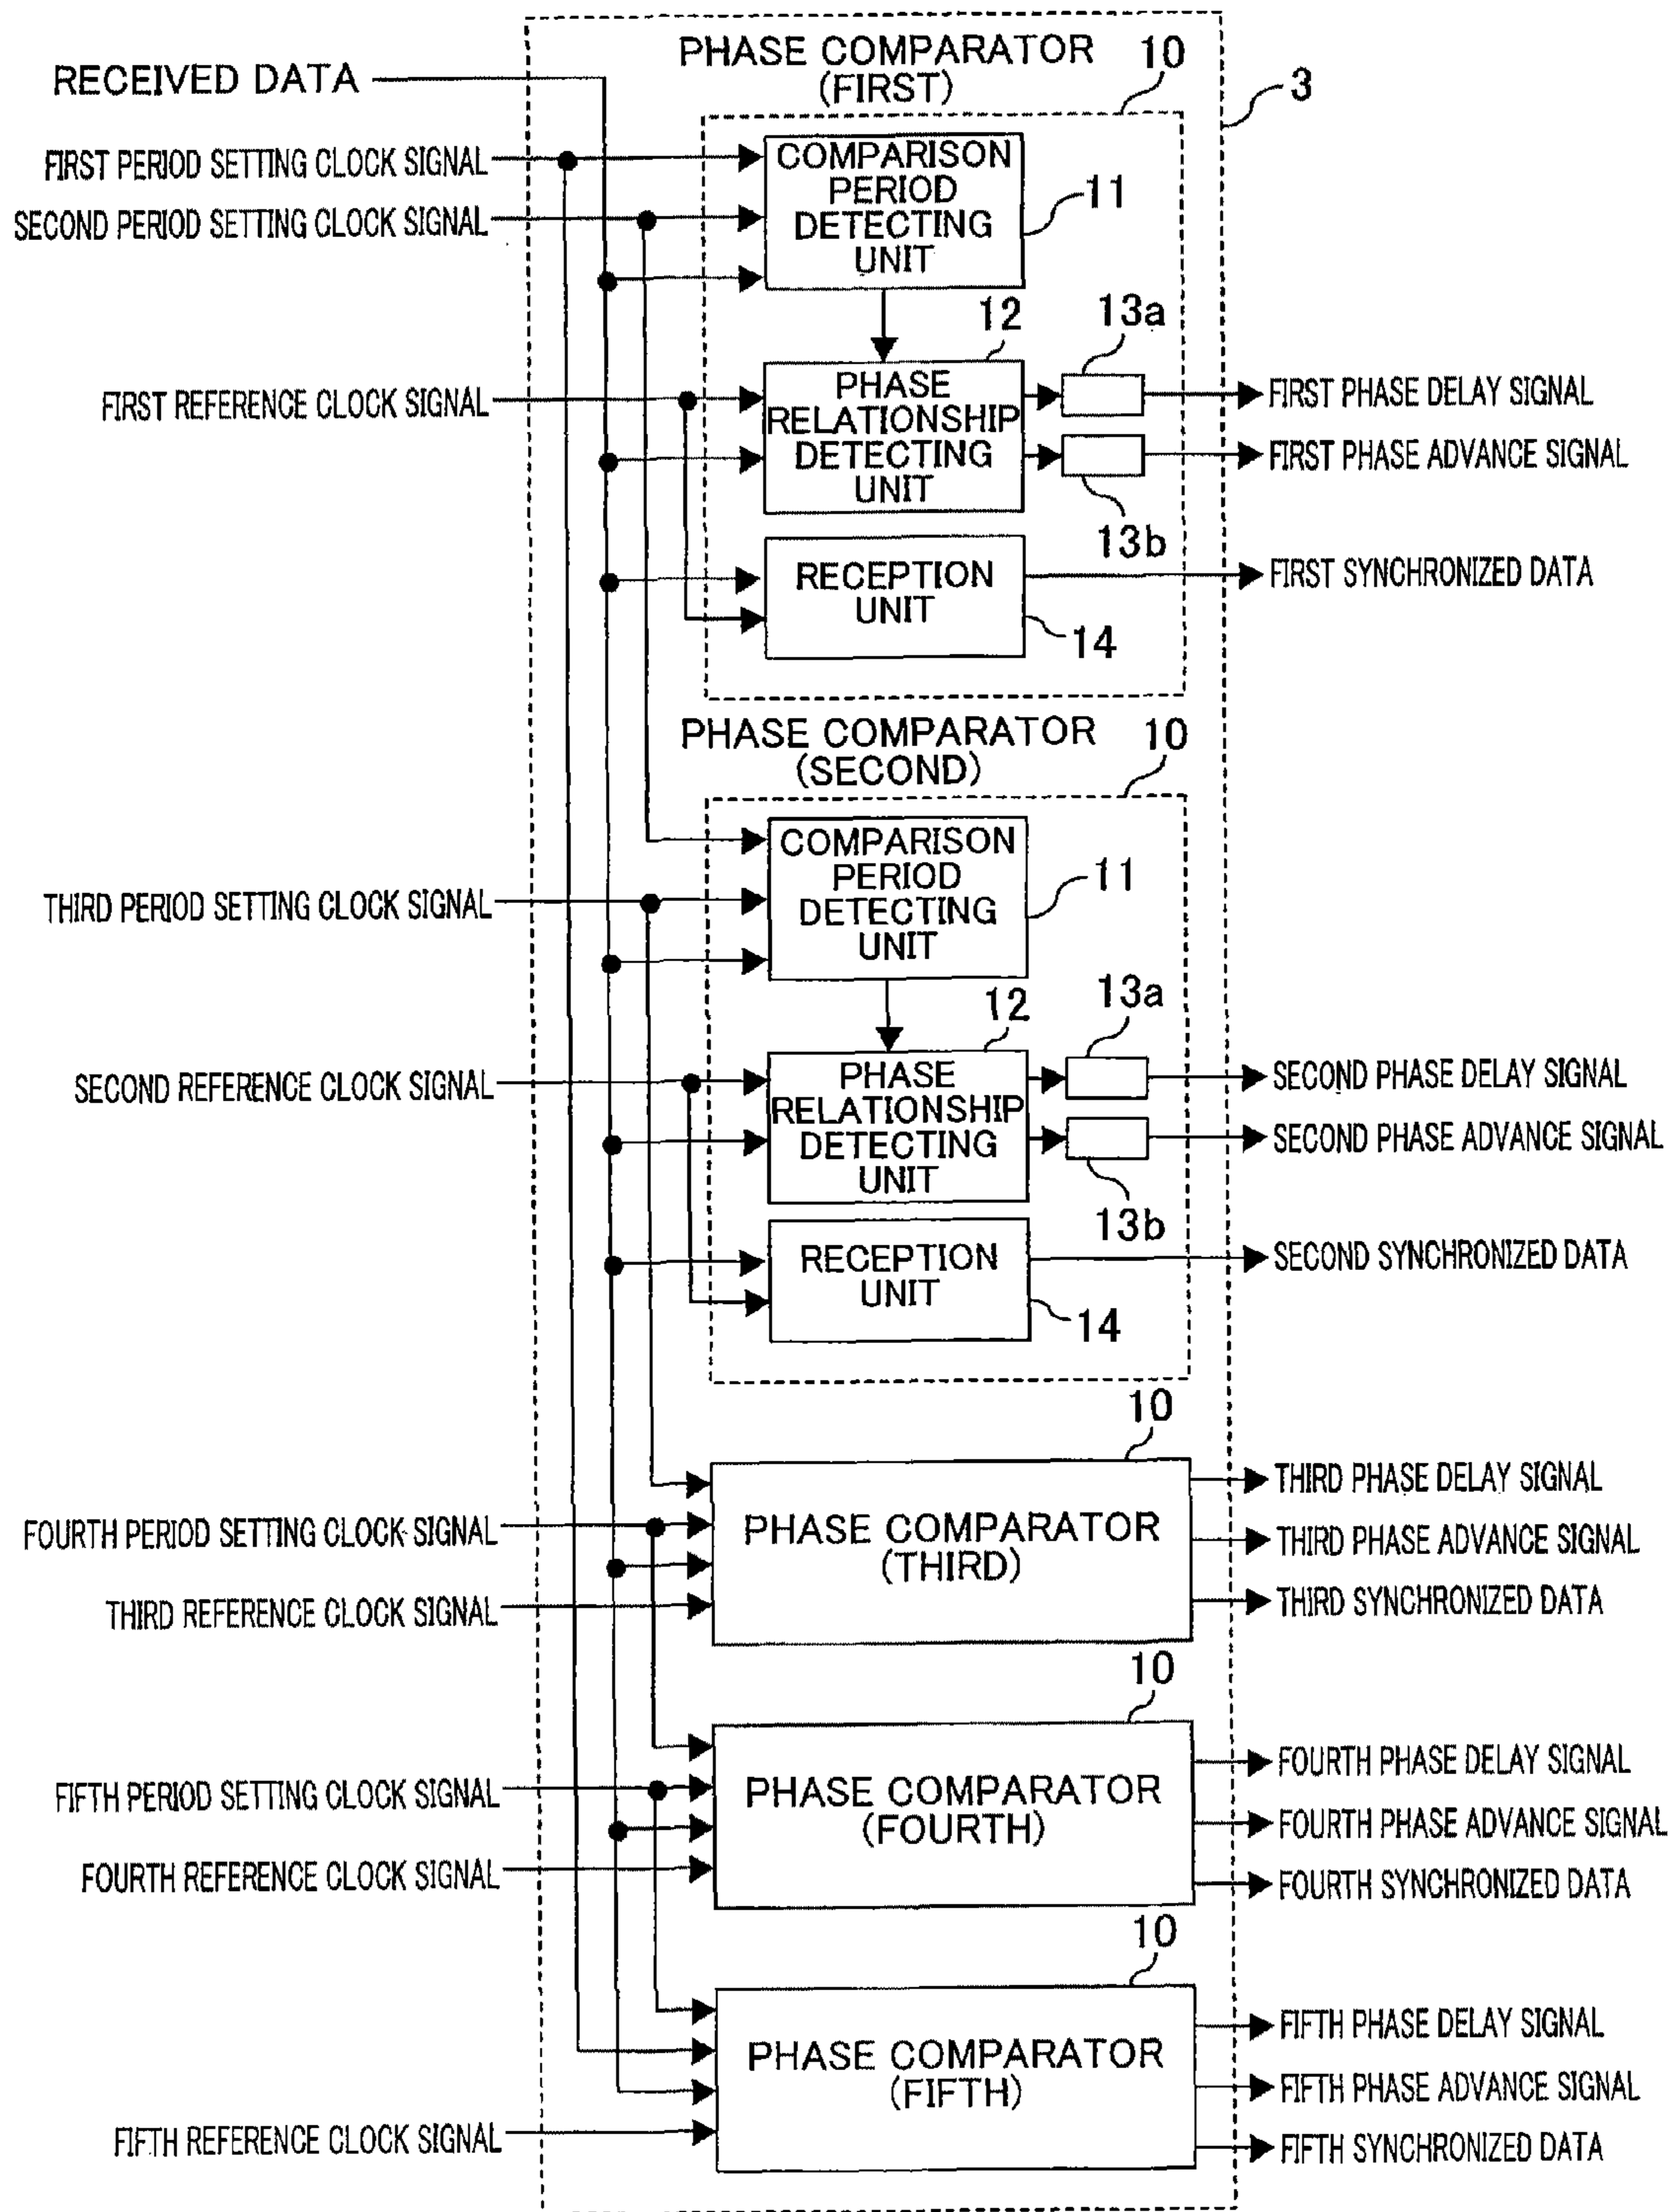 PHASE COMPARATOR
(FIRST)
10
3
RECEIVED DATA
FIRST PERIOD SETTING CLOCK SIGNAL
SECOND PERIOD SETTING CLOCK SIGNAL
COMPARISON
PERIOD
DETECTING
UNIT
11
12
13a
FIRST REFERENCE CLOCK SIGNAL
PHASE
RELATIONSHIP
DETECTING
UNIT
FIRST PHASE DELAY SIGNAL
FIRST PHASE ADVANCE SIGNAL
13b
RECEPTION
UNIT
FIRST SYNCHRONIZED DATA
14
PHASE COMPARATOR
(SECOND)
10
COMPARISON
PERIOD
DETECTING
UNIT
11
THIRD PERIOD SETTING CLOCK SIGNAL
12
13a
SECOND REFERENCE CLOCK SIGNAL
PHASE
RELATIONSHIP
DETECTING
UNIT
SECOND PHASE DELAY SIGNAL
SECOND PHASE ADVANCE SIGNAL
13b
RECEPTION
UNIT
SECOND SYNCHRONIZED DATA
14
10
FOURTH PERIOD SETTING CLOCK SIGNAL
THIRD REFERENCE CLOCK SIGNAL
PHASE COMPARATOR
(THIRD)
THIRD PHASE DELAY SIGNAL
THIRD PHASE ADVANCE SIGNAL
THIRD SYNCHRONIZED DATA
10
FIFTH PERIOD SETTING CLOCK SIGNAL
FOURTH REFERENCE CLOCK SIGNAL
PHASE COMPARATOR
(FOURTH)
FOURTH PHASE DELAY SIGNAL
FOURTH PHASE ADVANCE SIGNAL
FOURTH SYNCHRONIZED DATA
10
FIFTH REFERENCE CLOCK SIGNAL
PHASE COMPARATOR
(FIFTH)
FIFTH PHASE DELAY SIGNAL
FIFTH PHASE ADVANCE SIGNAL
FIFTH SYNCHRONIZED DATA